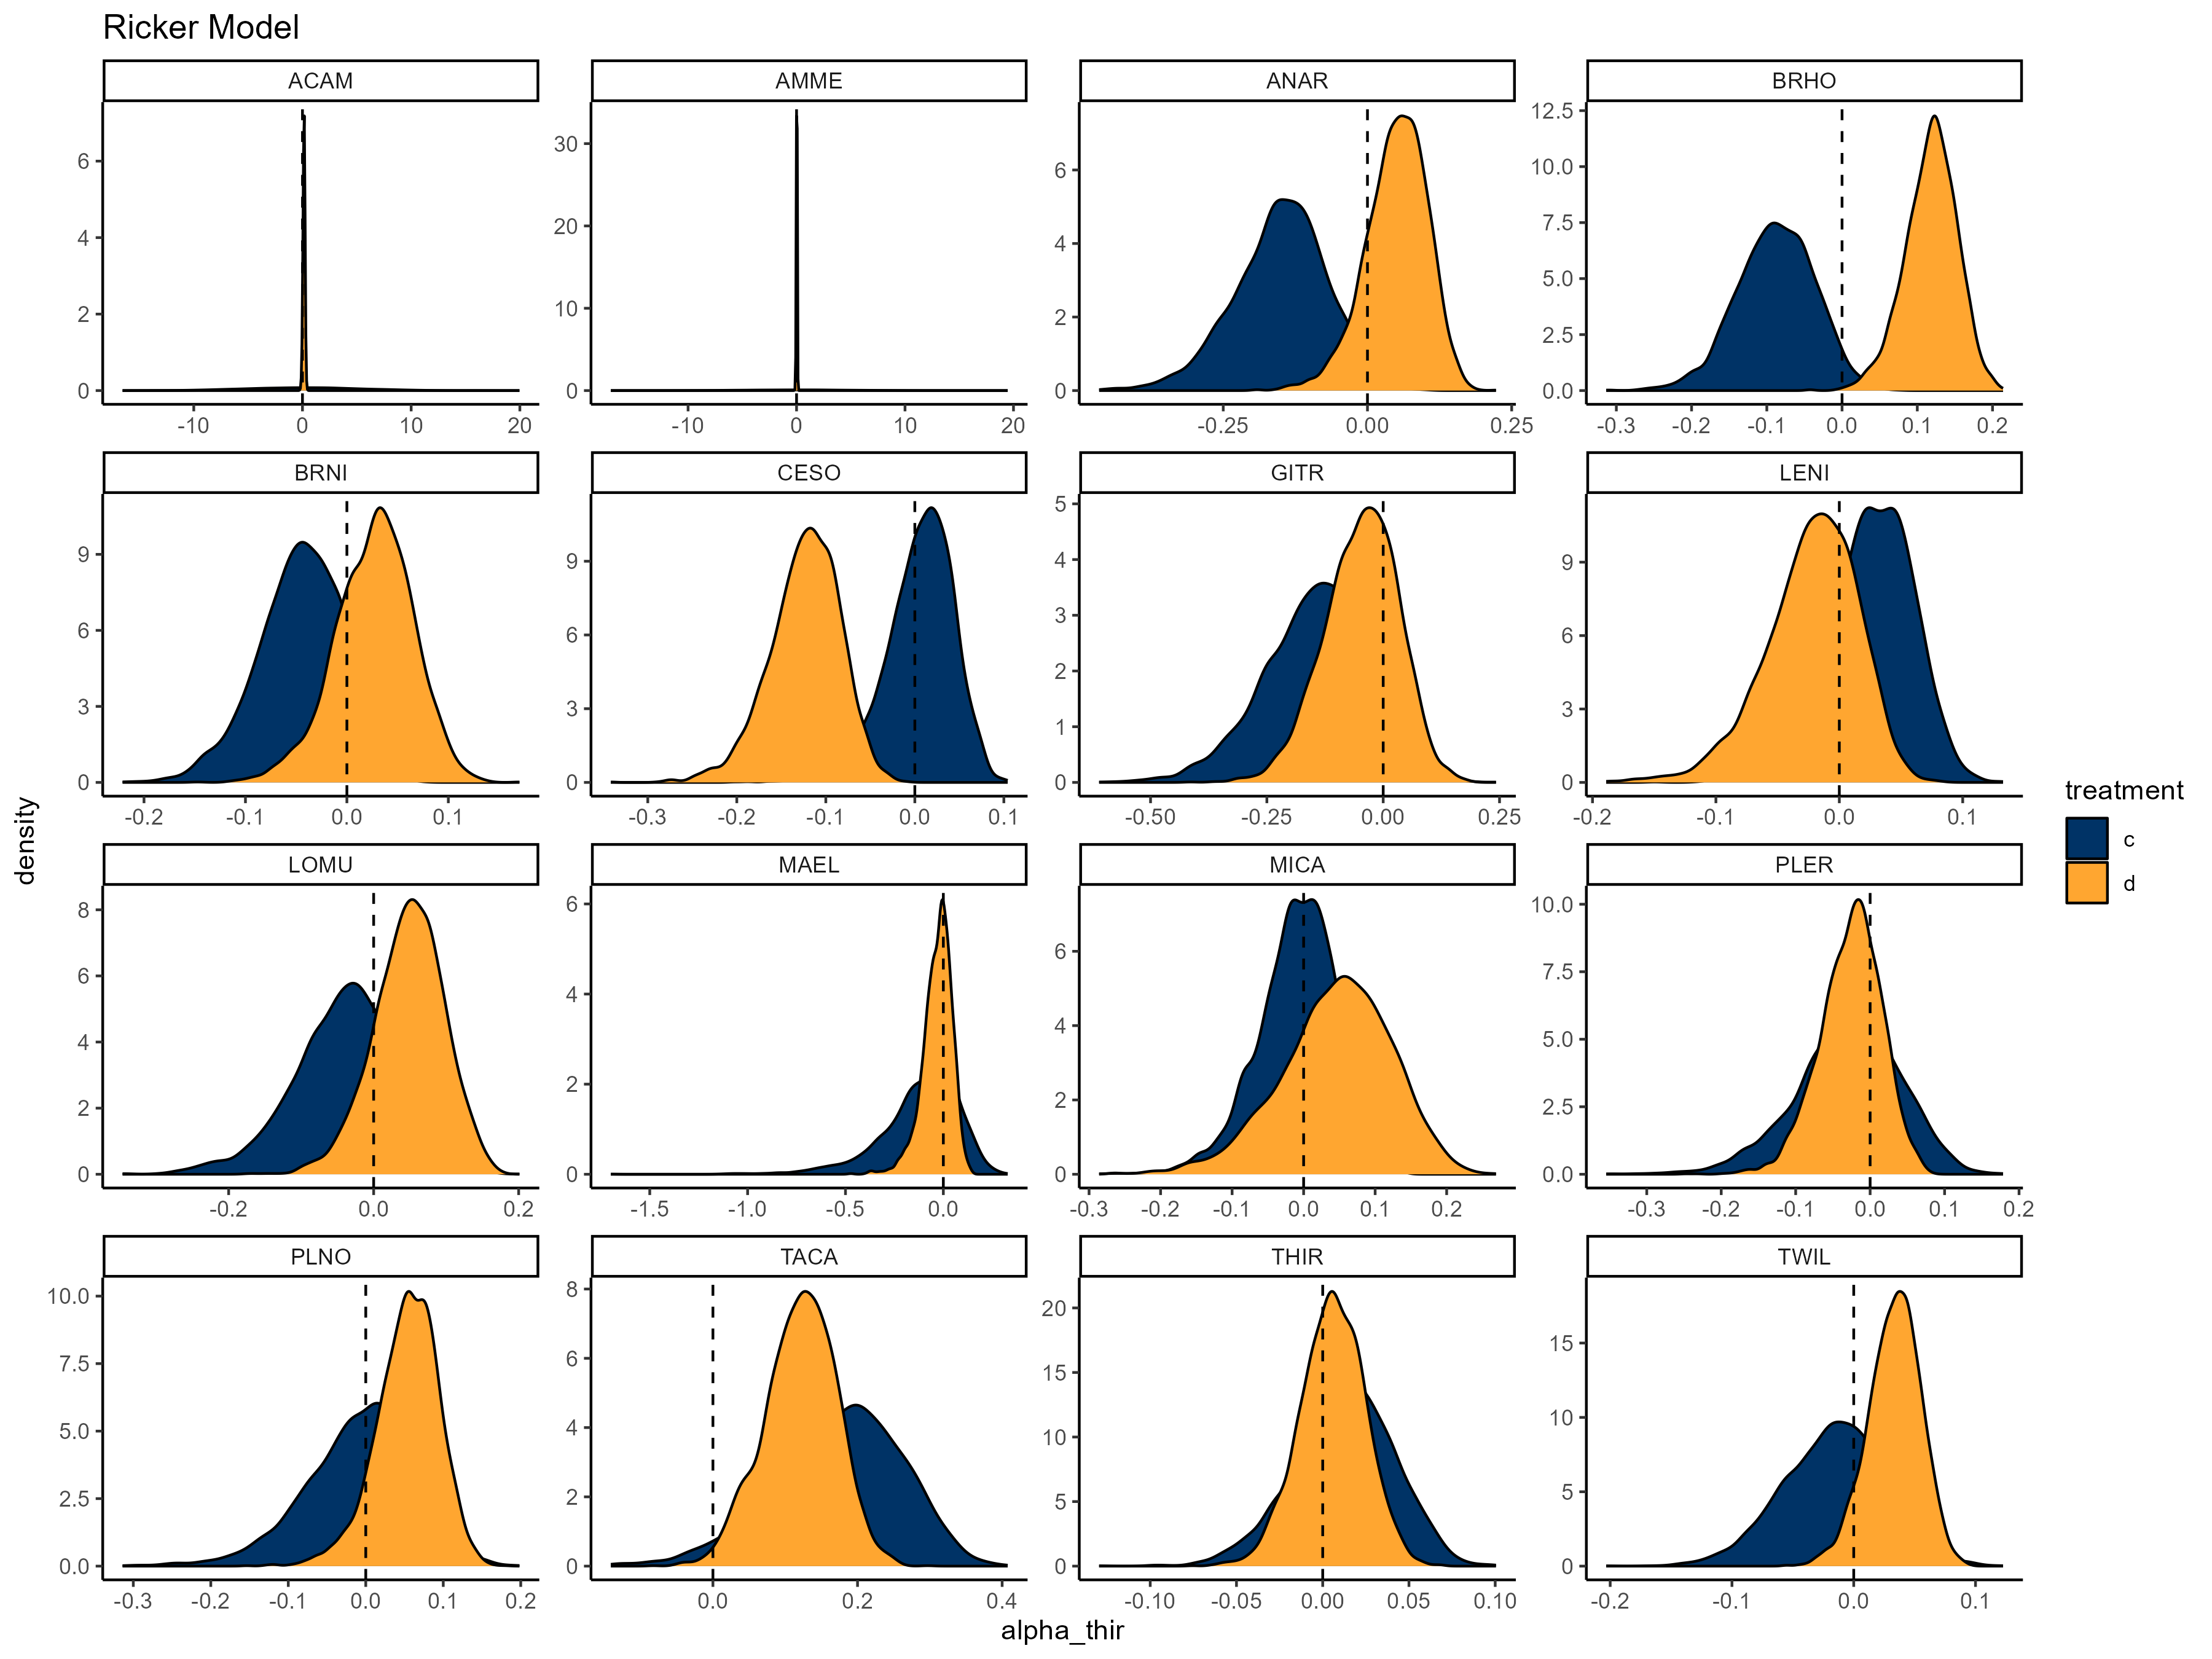 Ricker Model
ACAM AMME ANAR BRHO
6 4 2 0
-10 0 10 20
30 20 10 0
-10 0 10 20
6 4 2 0
-0.25 0.00 0.25
12.5 10.0 7.5 5.0 2.5 0.0
-0.3 -0.2 -0.1 0.0 0.1 0.2
BRNI CESO GITR LENI
9 6 3 0
-0.2 -0.1 0.0 0.1
9 6 3 0
-0.3 -0.2 -0.1 0.0 0.1
5 4 3 2 1 0
-0.50 -0.25 0.00 0.25
9 6 3 0
-0.2 -0.1 0.0 0.1
LOMU MAEL MICA PLER
8 6 4 2 0
-0.2 0.0 0.2
6 4 2 0
-1.5 -1.0 -0.5 0.0
6 4 2 0
-0.3 -0.2 -0.1 0.0 0.1 0.2
10.0 7.5 5.0 2.5 0.0
-0.3 -0.2 -0.1 0.0 0.1 0.2
PLNO TACA THIR TWIL
10.0 7.5 5.0 2.5 0.0
-0.3 -0.2 -0.1 0.0 0.1 0.2
8 6 4 2 0
0.0 0.2 0.4
20 15 10 5 0
-0.10 -0.05 0.00 0.05 0.10
15 10 5 0
-0.2 -0.1 0.0 0.1
alpha_thir
density
treatment
c
d